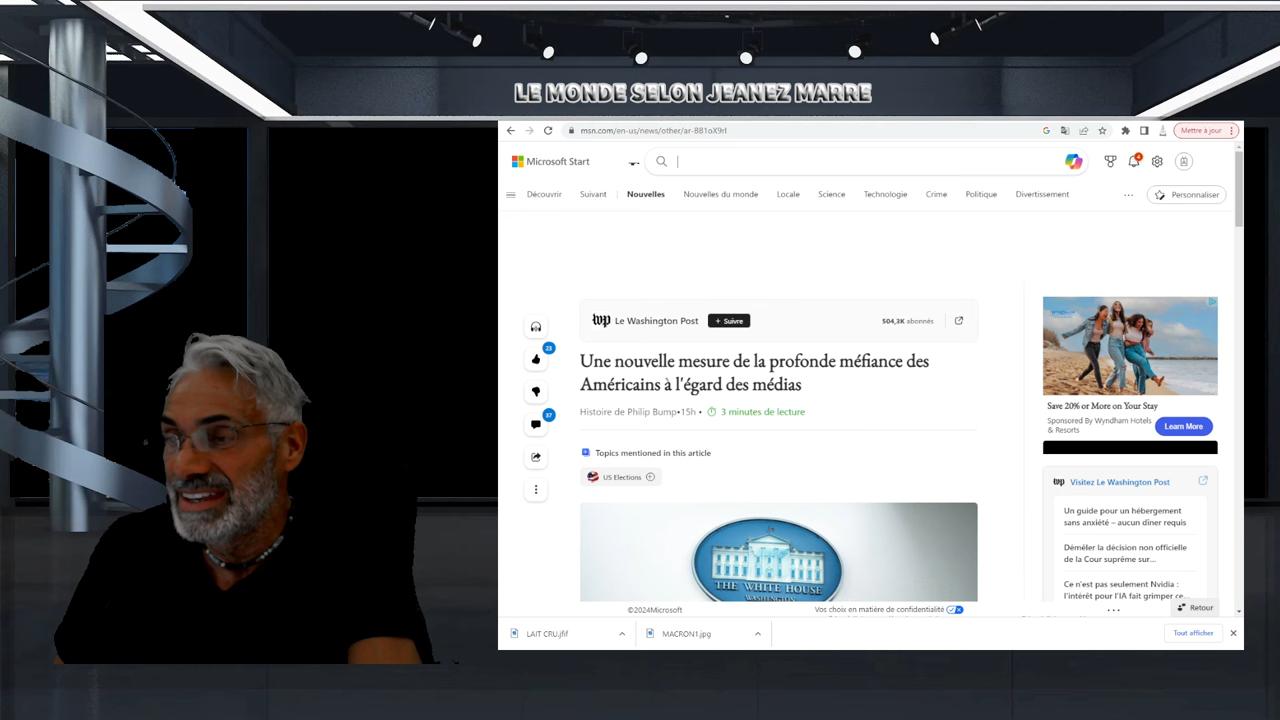 LE MONDE SELON JEANEZ MARRE
msn.com/en-us/news/other/ar-BB1oX9rI
Mettre à jour
Microsoft Start
4
Découvrir
Suivant
Nouvelles
Nouvelles du monde
Locale
Science
Technologie
Crime
Politique
Divertissement
Personnaliser
Le Washington Post
+ Suivre
504,3K abonnés
23
37
Une nouvelle mesure de la profonde méfiance des
Américains à l'égard des médias
Histoire de Philip Bump•15h • 3 minutes de lecture
Topics mentioned in this article
US Elections
THE WHITE HOUSE
WASHINGTON
Save 20% or More on Your Stay
Sponsored By Wyndham Hotels
& Resorts
Learn More
Visitez Le Washington Post
Un guide pour un hébergement
sans anxiété – aucun dîner requis
Démêler la décision non officielle
de la Cour suprême sur...
Ce n'est pas seulement Nvidia :
l'intérêt pour l'IA fait grimper ce...
Retour
©2024Microsoft
Vos choix en matière de confidentialité
LAIT CRU.jfif
MACRON1.jpg
Tout afficher